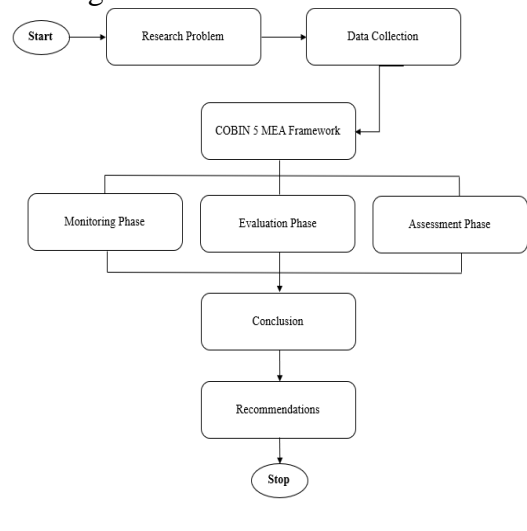 Start
Research Problem
Data Collection
COBIN 5 MEA Framework
Monitoring Phase
Evaluation Phase
Assessment Phase
Conclusion
Recommendations
Stop